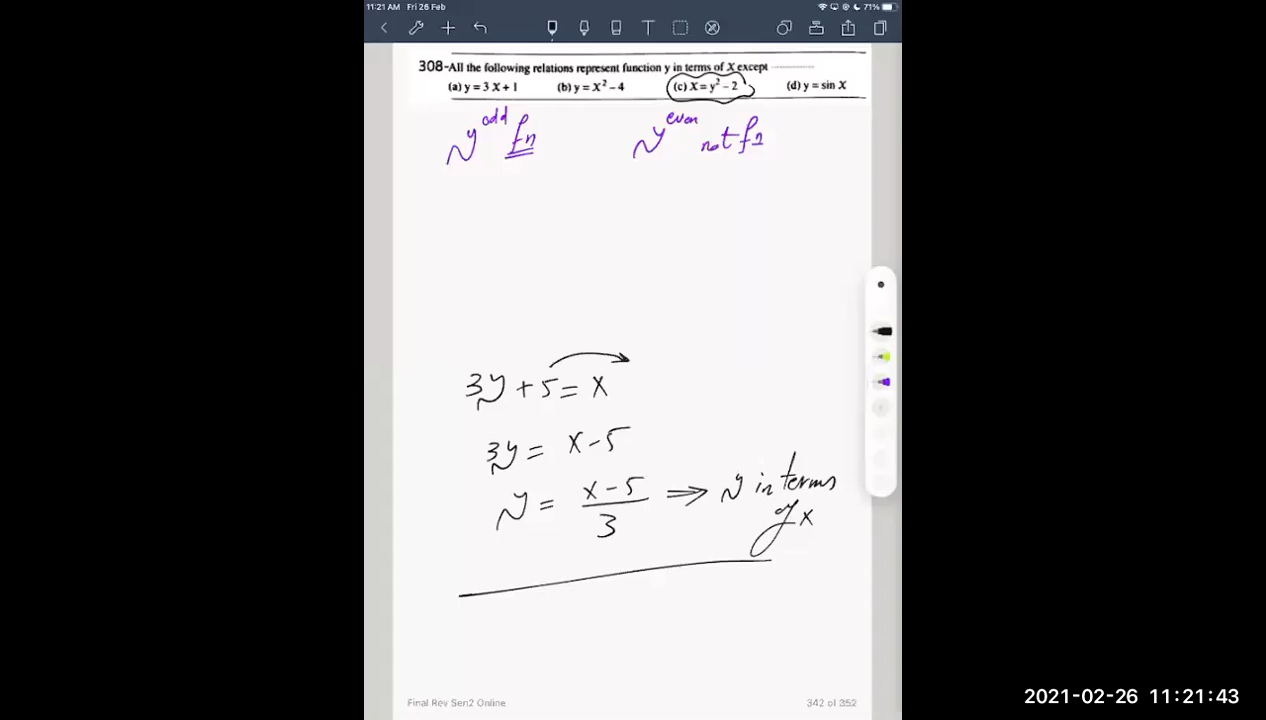 11:21 AM Fri 26 Feb
71%
308-All the following relations represent function y in terms of X except
(a) y = 3 X + 1 (b) y = X² − 4 (c) X = y² − 2 (d) y = sin X
y^odd fn y^even not fn
3y + 5 = x
3y = x − 5
y = (x − 5)/3 ⇒ y in terms
of x
Final Rev Sen2 Online 342 of 352
2021-02-26 11:21:43